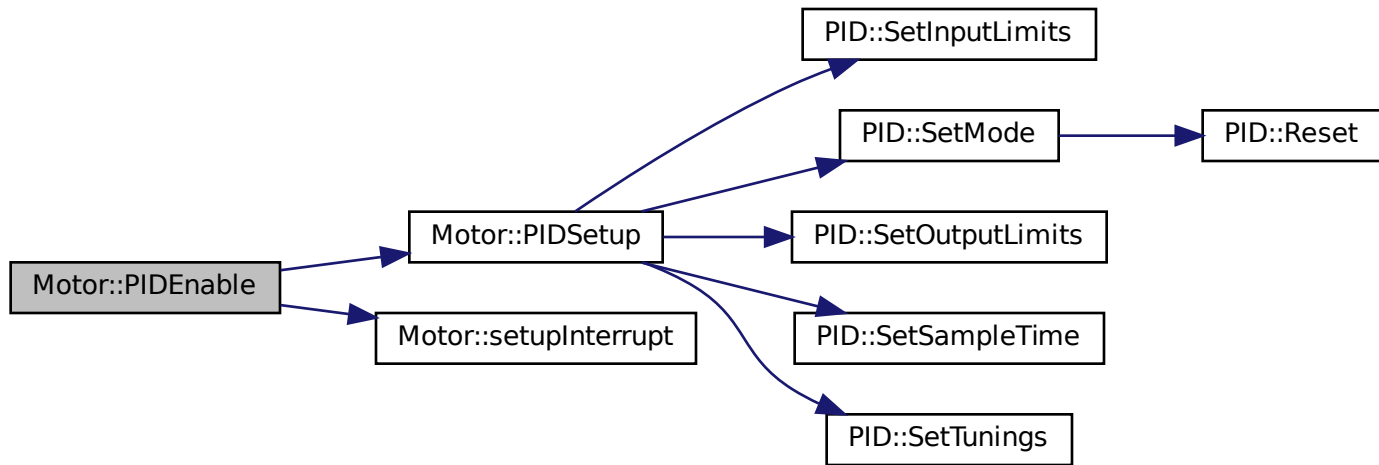 PID::SetInputLimits
PID::SetMode
PID::Reset
Motor::PIDSetup
PID::SetOutputLimits
Motor::PIDEnable
Motor::setupInterrupt
PID::SetSampleTime
PID::SetTunings